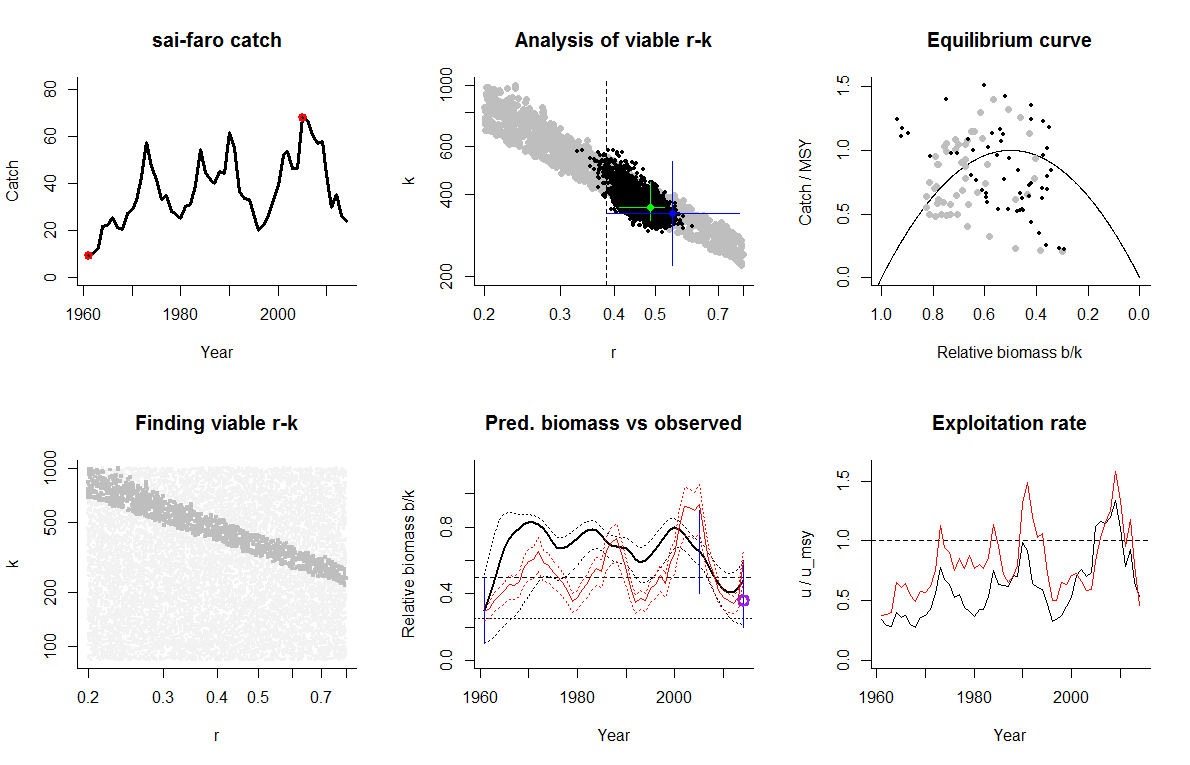 sai-faro catch
Catch
0 20 40 60 80
1960 1980 2000
Year
Analysis of viable r-k
k
200 400 600 1000
0.2 0.3 0.4 0.5 0.7
r
Equilibrium curve
Catch / MSY
0.0 0.5 1.0 1.5
1.0 0.8 0.6 0.4 0.2 0.0
Relative biomass b/k
Finding viable r-k
k
100 200 500 1000
0.2 0.3 0.4 0.5 0.7
r
Pred. biomass vs observed
Relative biomass b/k
0.0 0.4 0.8
1960 1980 2000
Year
Exploitation rate
u / u_msy
0.0 0.5 1.0 1.5
1960 1980 2000
Year